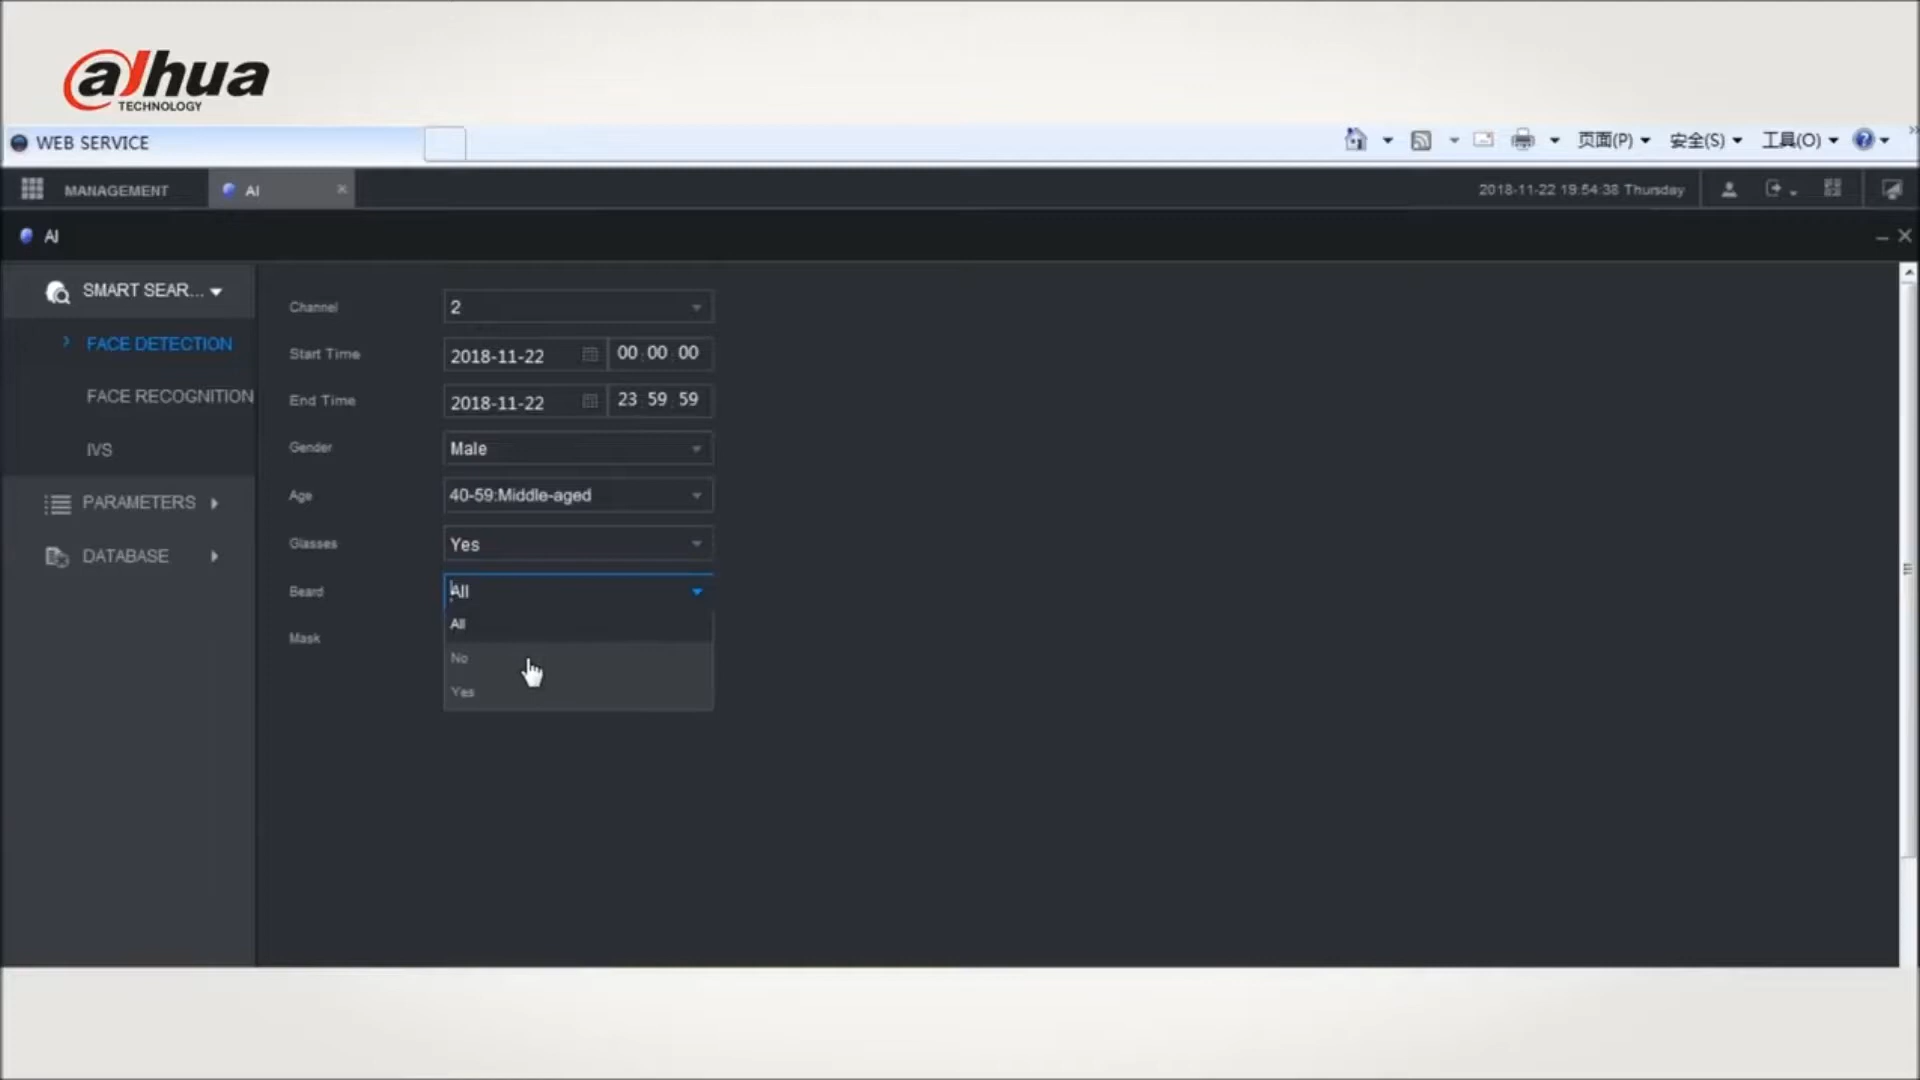 alhua
TECHNOLOGY
WEB SERVICE
页面(P)
安全(S)
工具(O)
MANAGEMENT
AI
2018-11-22 19:54:38 Thursday
AI
SMART SEAR...
FACE DETECTION
FACE RECOGNITION
IVS
PARAMETERS
DATABASE
Channel 2
Start Time 2018-11-22 00 00 00
End Time 2018-11-22 23 59 59
Gender Male
Age 40-59:Middle-aged
Glasses Yes
Beard All
All
Mask
No
Yes